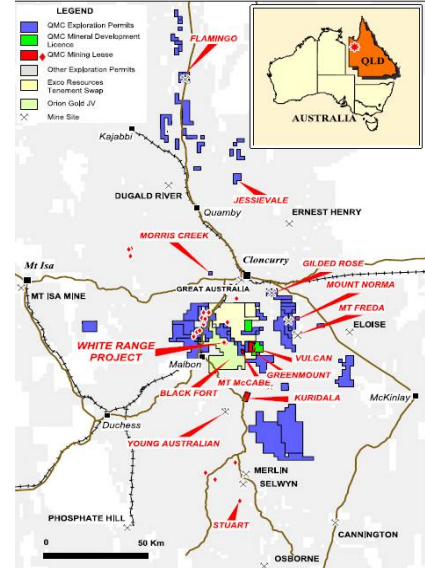 LEGEND
QMC Exploration Permits
QMC Mineral Development
Licence
QMC Mining Lease
Other Exploration Permits
Exco Resources
Tenement Swap
Orion Gold JV
Mine Site
FLAMINGO
QLD
AUSTRALIA
Kajabbi
DUGALD RIVER
JESSIEVALE
Quamby
ERNEST HENRY
MORRIS CREEK
Cloncurry
GILDED ROSE
Mt Isa
GREAT AUSTRALIA
MOUNT NORMA
MT ISA MINE
MT FREDA
ELOISE
WHITE RANGE
PROJECT
VULCAN
Malbon
GREENMOUNT
MT McCABE
BLACK FORT
KURIDALA
McKinlay
Duchess
YOUNG AUSTRALIAN
MERLIN
SELWYN
PHOSPHATE HILL
STUART
CANNINGTON
0
50 Km
OSBORNE